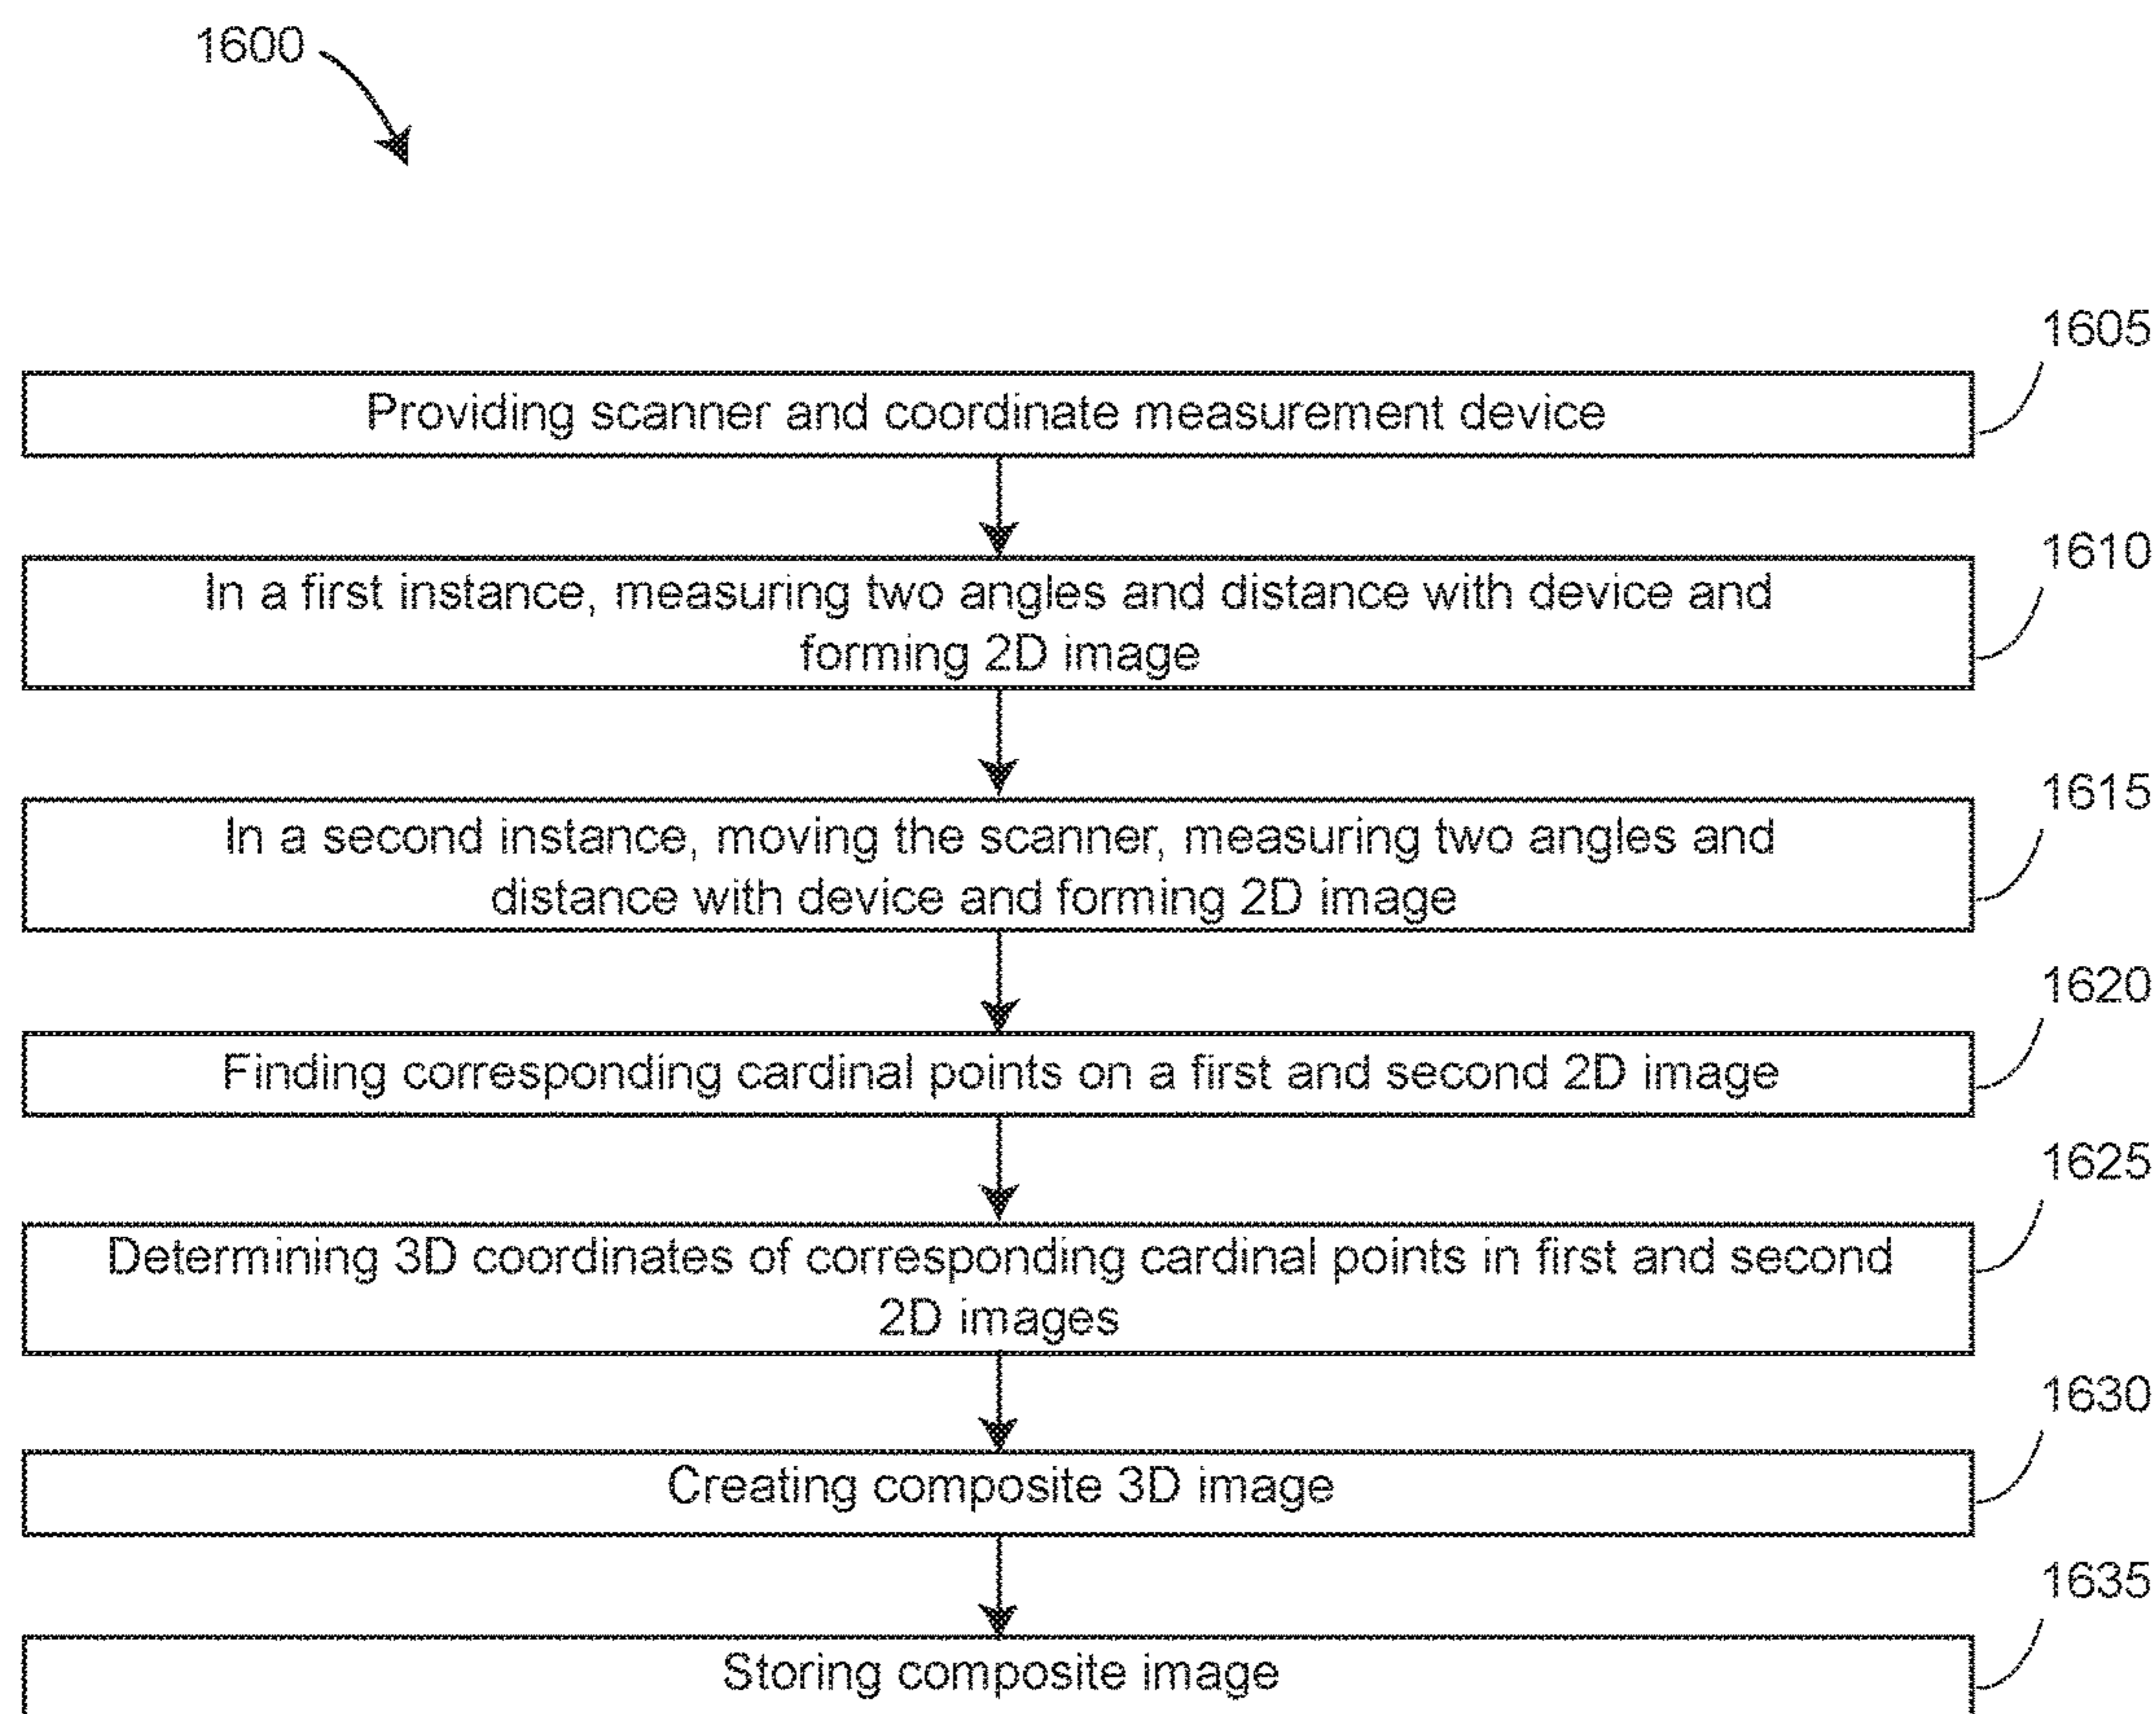 1600
1605
Providing scanner and coordinate measurement device
1610
In a first instance, measuring two angles and distance with device and
forming 2D image
1615
In a second instance, moving the scanner, measuring two angles and
distance with device and forming 2D image
1620
Finding corresponding cardinal points on a first and second 2D image
1625
Determining 3D coordinates of corresponding cardinal points in first and second
2D images
1630
Creating composite 3D image
1635
Storing composite image